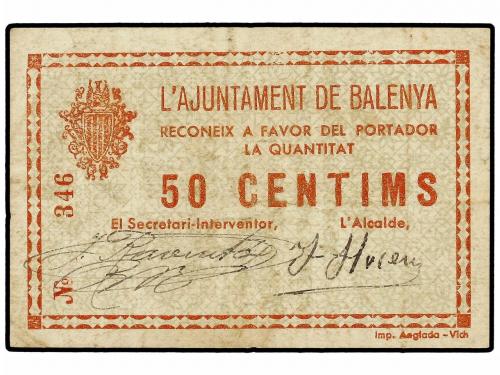 L'AJUNTAMENT DE BALENYA
RECONEIX A FAVOR DEL PORTADOR
LA QUANTITAT
50 CENTIMS
El Secretari-Interventor, L'Alcalde,
Nº 346
Imp. Anglada - Vich